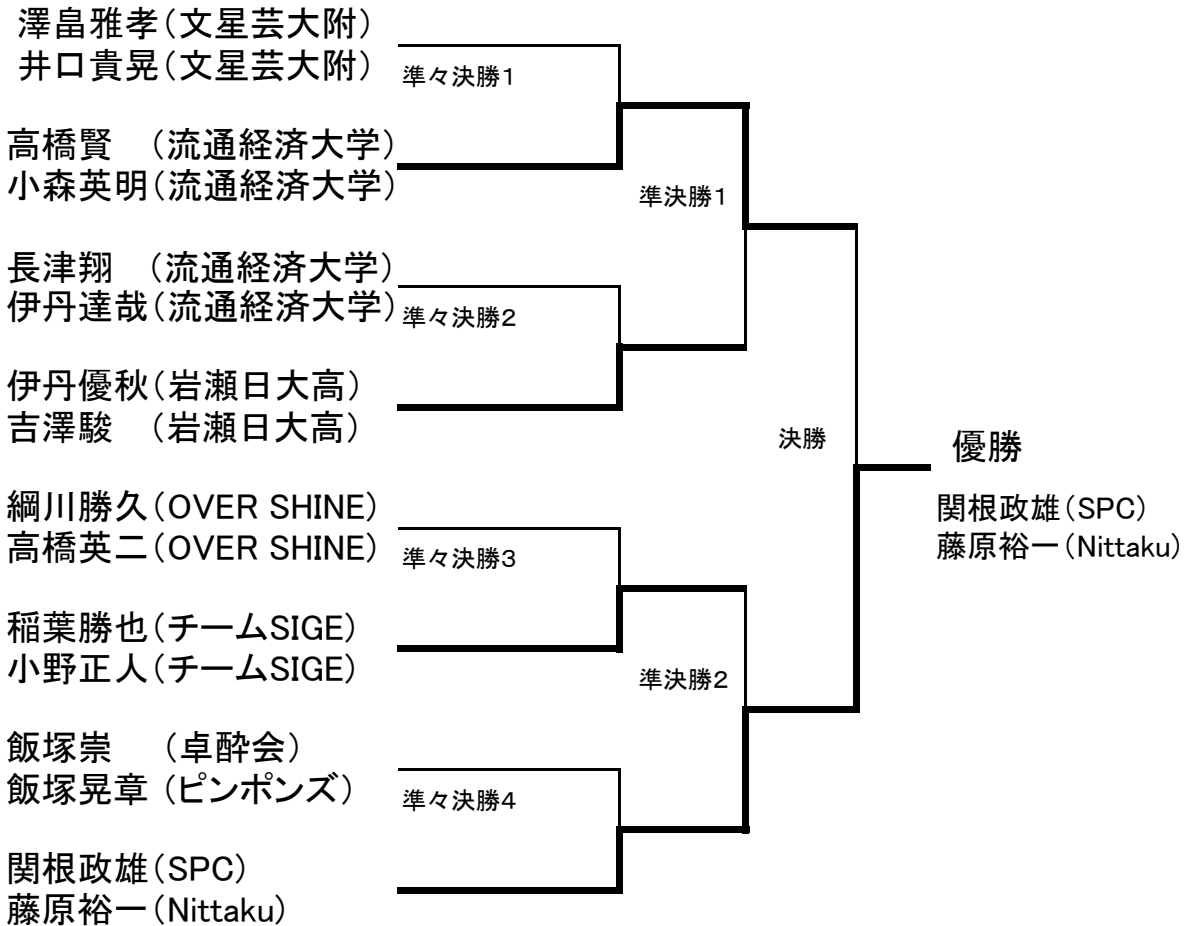 澤畠雅孝(文星芸大附)
井口貴晃(文星芸大附)
準々決勝1
高橋賢　(流通経済大学)
小森英明(流通経済大学)
準決勝1
長津翔　(流通経済大学)
伊丹達哉(流通経済大学)
準々決勝2
伊丹優秋(岩瀬日大高)
吉澤駿　(岩瀬日大高)
決勝
優勝
関根政雄(SPC)
藤原裕一(Nittaku)
綱川勝久(OVER SHINE)
高橋英二(OVER SHINE)
準々決勝3
稲葉勝也(チームSIGE)
小野正人(チームSIGE)
準決勝2
飯塚崇　(卓酔会)
飯塚晃章 (ピンポンズ)
準々決勝4
関根政雄(SPC)
藤原裕一(Nittaku)